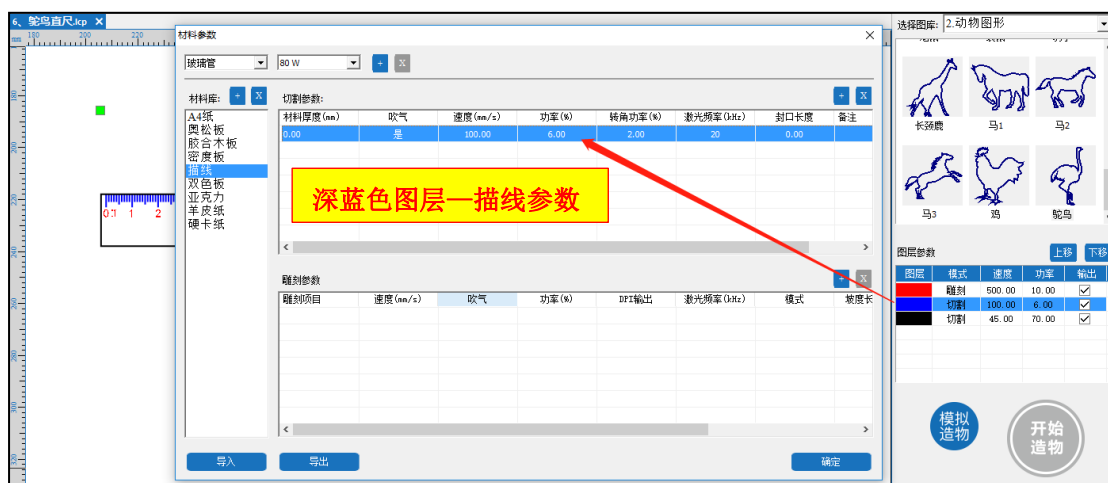 6、鸵鸟直尺.lcp ×
选择图库: 2.动物图形
mm 180 200 220
材料参数 ×
玻璃管 80 W + X
材料库: + X
切割参数: + X
A4纸
奥松板
胶合木板
密度板
描线
双色板
亚克力
羊皮纸
硬卡纸
材料厚度(mm) 吹气 速度(mm/s) 功率(%) 转角功率(%) 激光频率(kHz) 封口长度 备注
0.00 是 100.00 6.00 2.00 20 0.00
深蓝色图层—描线参数
雕刻参数 + X
雕刻项目 速度(mm/s) 吹气 功率(%) DPI输出 激光频率(kHz) 模式 坡度长
导入 导出 确定
0 1 2
长颈鹿 马1 马2
马3 鸡 鸵鸟
图层参数 上移 下移
图层 模式 速度 功率 输出
雕刻 500.00 10.00
切割 100.00 6.00
切割 45.00 70.00
模拟
造物
开始
造物